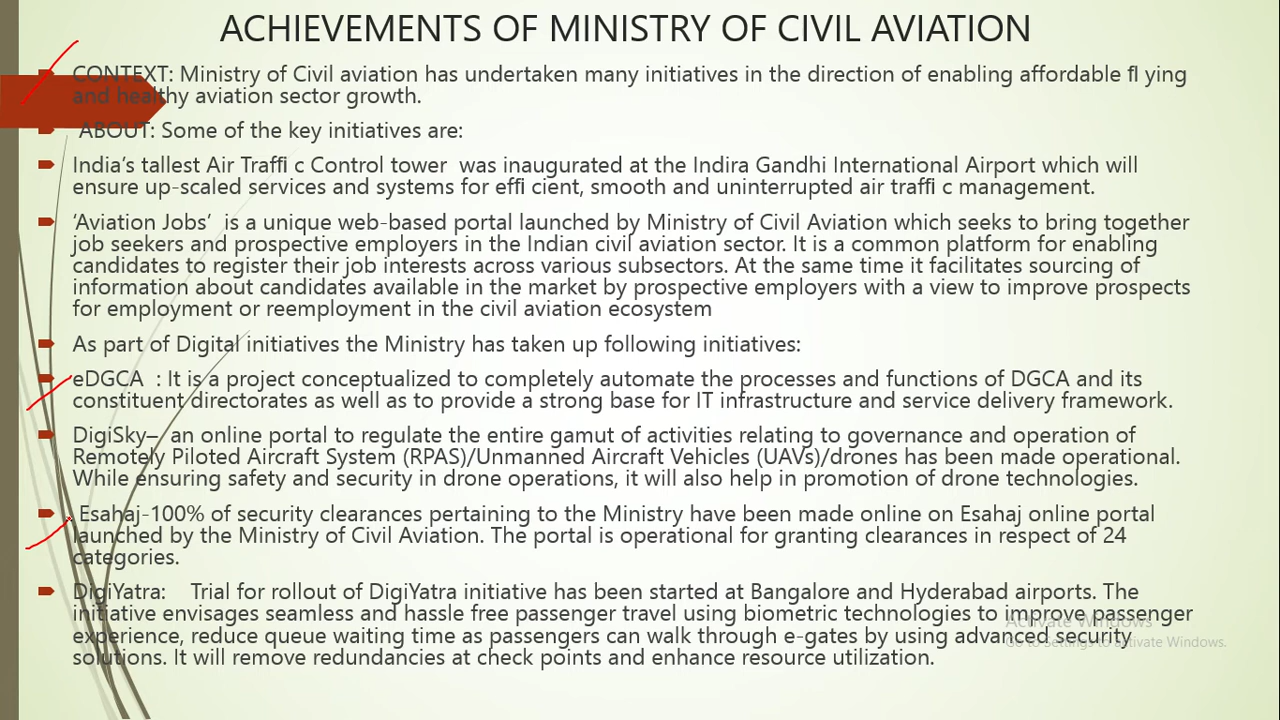 ACHIEVEMENTS OF MINISTRY OF CIVIL AVIATION
CONTEXT: Ministry of Civil aviation has undertaken many initiatives in the direction of enabling affordable fl ying
and healthy aviation sector growth.
ABOUT: Some of the key initiatives are:
India's tallest Air Traffi c Control tower was inaugurated at the Indira Gandhi International Airport which will
ensure up-scaled services and systems for effi cient, smooth and uninterrupted air traffi c management.
'Aviation Jobs' is a unique web-based portal launched by Ministry of Civil Aviation which seeks to bring together
job seekers and prospective employers in the Indian civil aviation sector. It is a common platform for enabling
candidates to register their job interests across various subsectors. At the same time it facilitates sourcing of
information about candidates available in the market by prospective employers with a view to improve prospects
for employment or reemployment in the civil aviation ecosystem
As part of Digital initiatives the Ministry has taken up following initiatives:
eDGCA : It is a project conceptualized to completely automate the processes and functions of DGCA and its
constituent directorates as well as to provide a strong base for IT infrastructure and service delivery framework.
DigiSky– an online portal to regulate the entire gamut of activities relating to governance and operation of
Remotely Piloted Aircraft System (RPAS)/Unmanned Aircraft Vehicles (UAVs)/drones has been made operational.
While ensuring safety and security in drone operations, it will also help in promotion of drone technologies.
Esahaj-100% of security clearances pertaining to the Ministry have been made online on Esahaj online portal
launched by the Ministry of Civil Aviation. The portal is operational for granting clearances in respect of 24
categories.
DigiYatra: Trial for rollout of DigiYatra initiative has been started at Bangalore and Hyderabad airports. The
initiative envisages seamless and hassle free passenger travel using biometric technologies to improve passenger
experience, reduce queue waiting time as passengers can walk through e-gates by using advanced security
solutions. It will remove redundancies at check points and enhance resource utilization.
Activate Windows
Go to Settings to activate Windows.